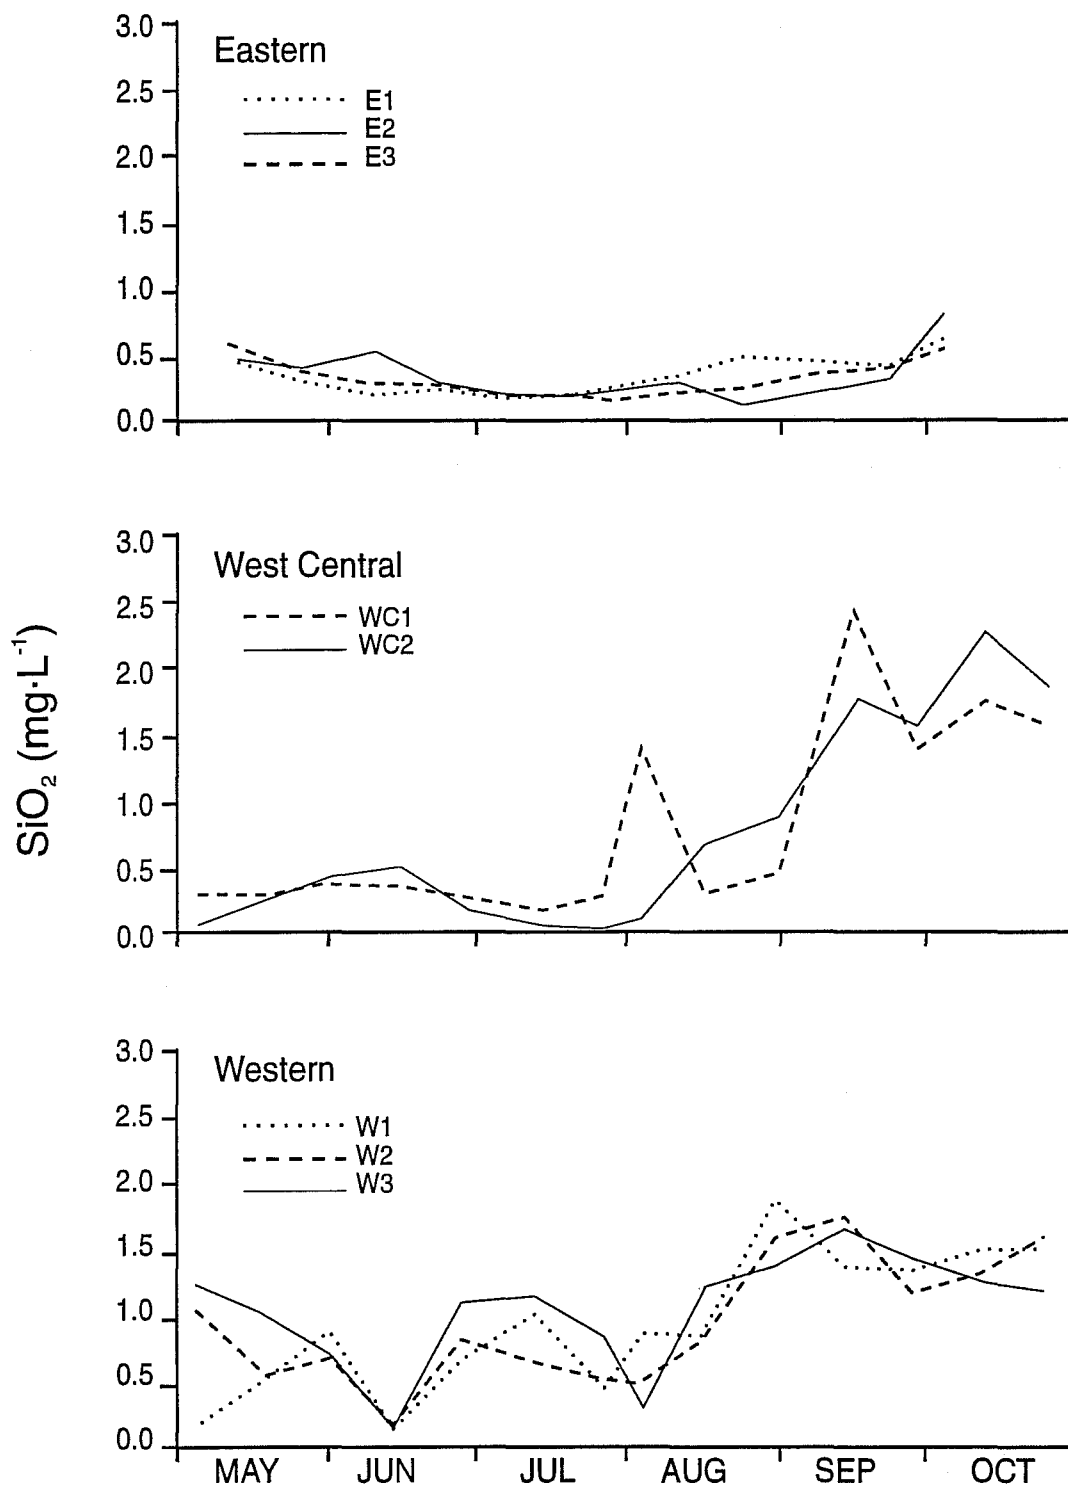 3.0
Eastern
2.5
E1
E2
E3
2.0
1.5
1.0
0.5
0.0
SiO₂ (mg·L⁻¹)
3.0
West Central
2.5
WC1
WC2
2.0
1.5
1.0
0.5
0.0
3.0
Western
2.5
W1
W2
W3
2.0
1.5
1.0
0.5
0.0
MAY JUN JUL AUG SEP OCT